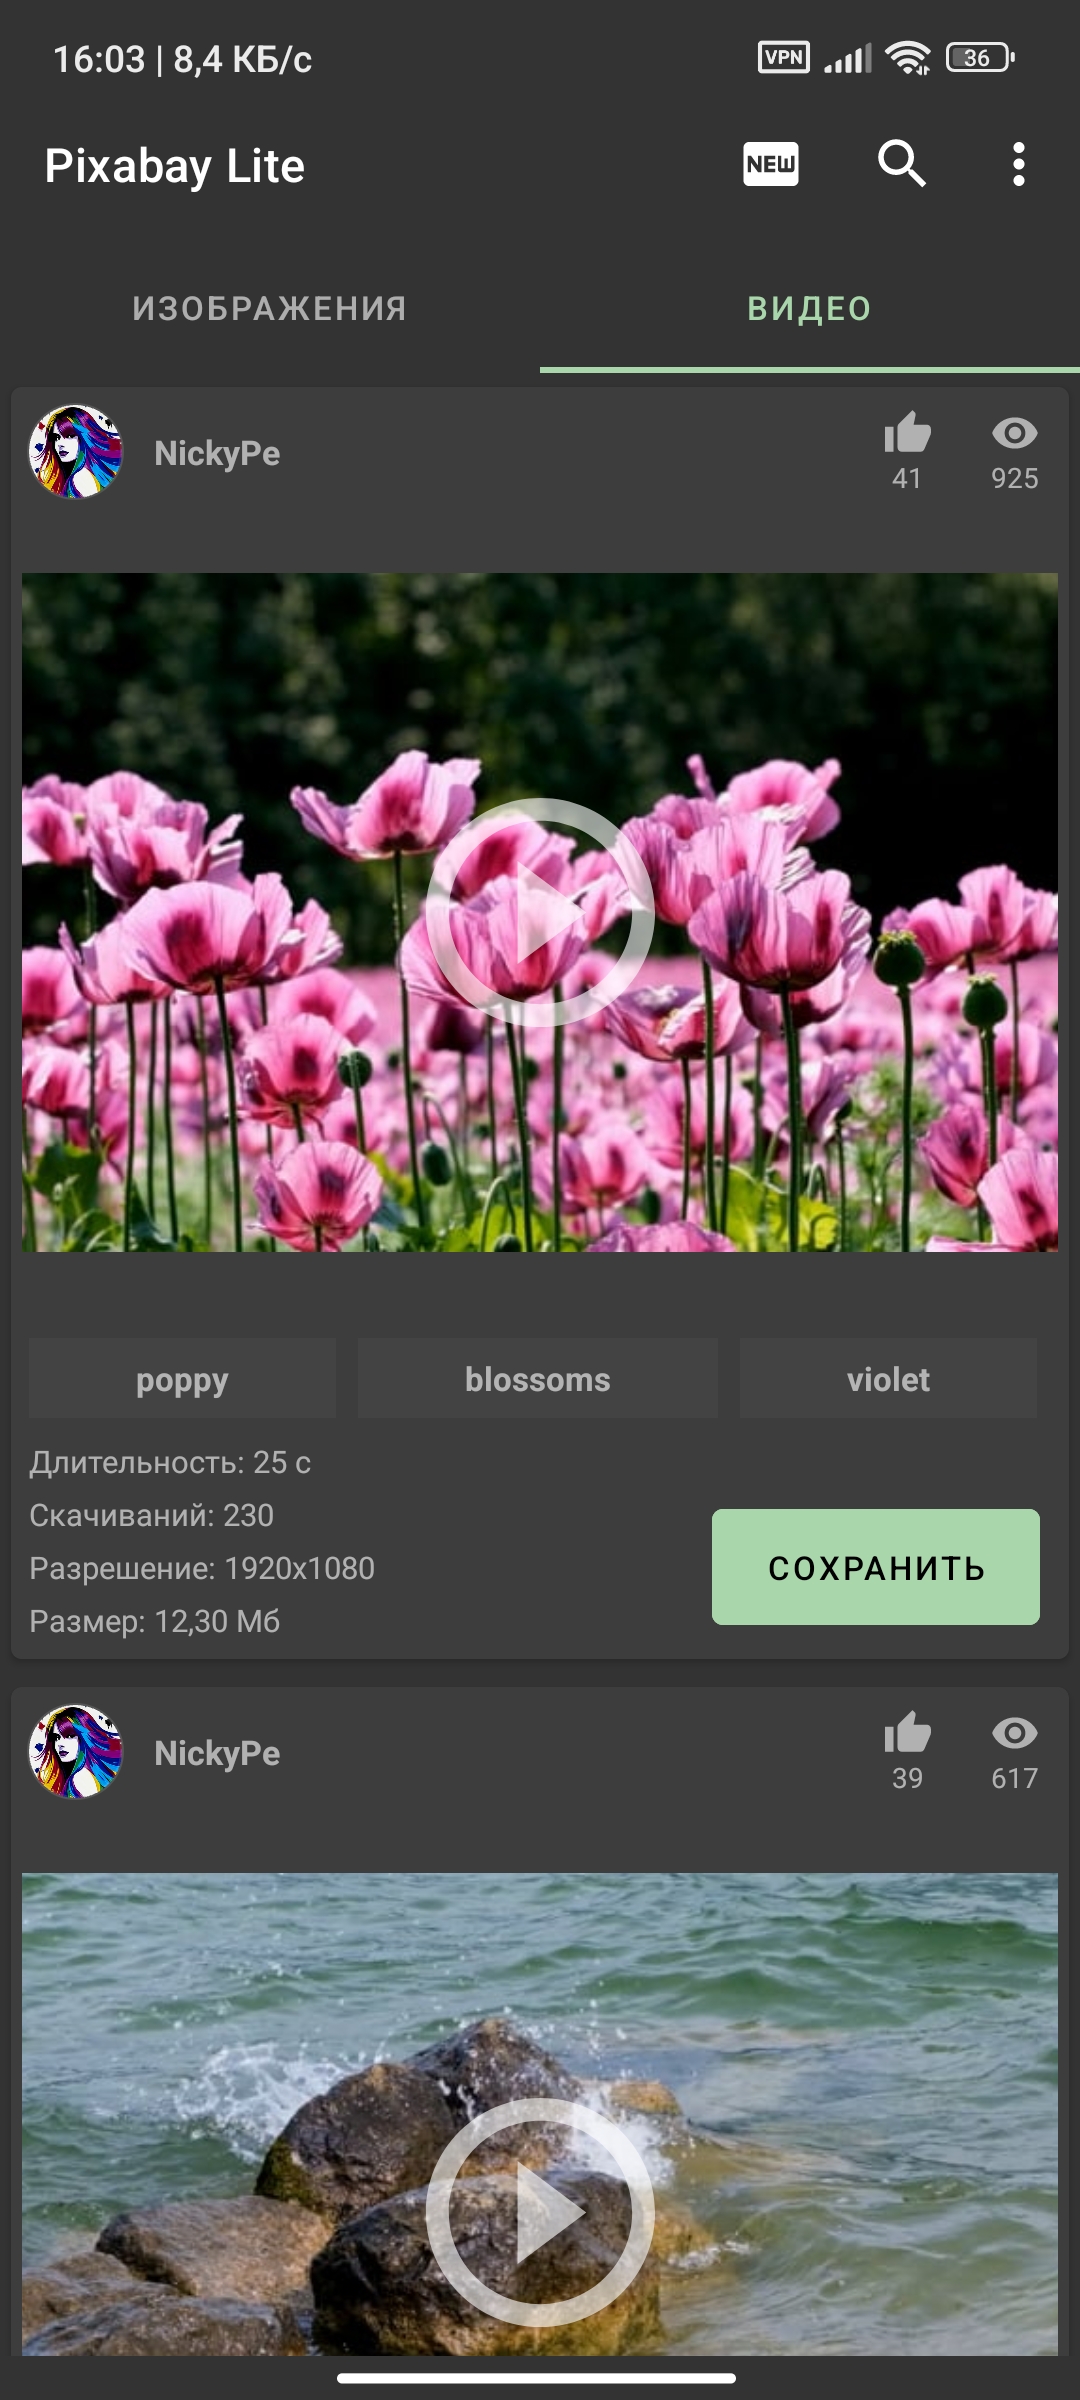 16:03 | 8,4 КБ/с VPN 36
Pixabay Lite NEW
ИЗОБРАЖЕНИЯ ВИДЕО
NickyPe 41 925
poppy blossoms violet
Длительность: 25 с
Скачиваний: 230
Разрешение: 1920x1080
Размер: 12,30 Мб
СОХРАНИТЬ
NickyPe 39 617